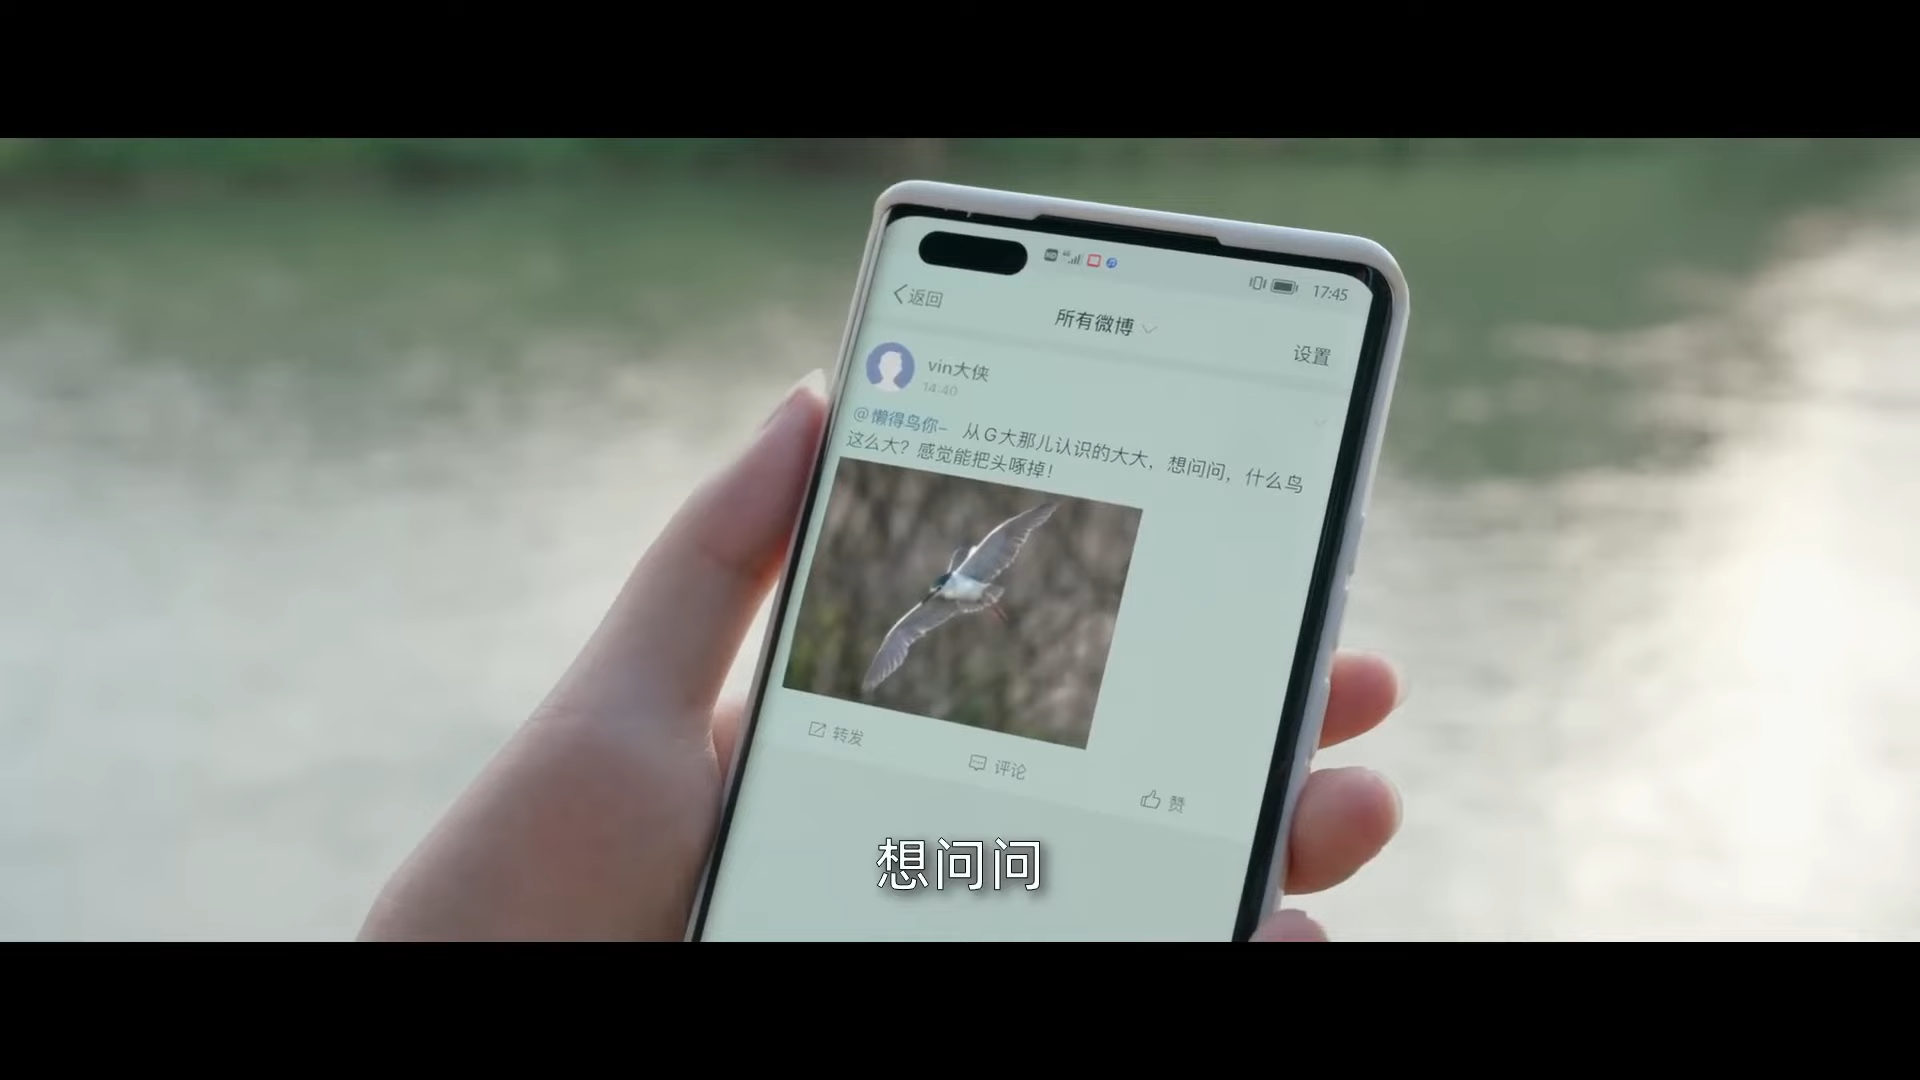 17:45
返回
所有微博
设置
vin大侠
14:40
@懒得鸟你- 从G大那儿认识的大大，想问问，什么鸟
这么大？感觉能把头啄掉！
转发
评论
赞
想问问